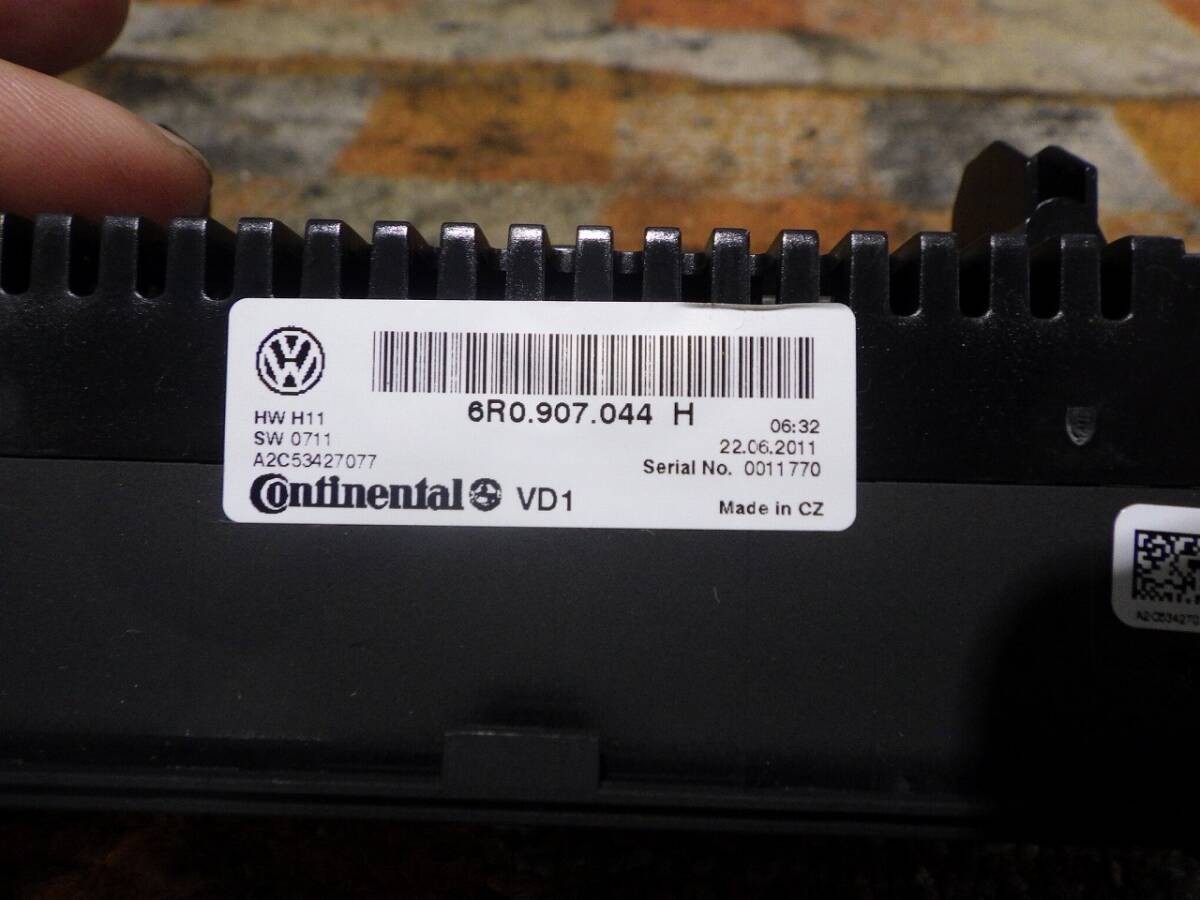 6R0.907.044 H
HW H11
SW 0711
A2C53427077
06:32
22.06.2011
Serial No. 0011770
Continental VD1
Made in CZ
A2C534270